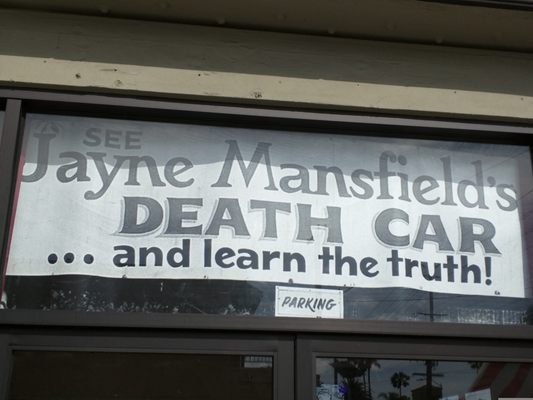 SEE
Jayne Mansfield's
DEATH CAR
... and learn the truth!
PARKING